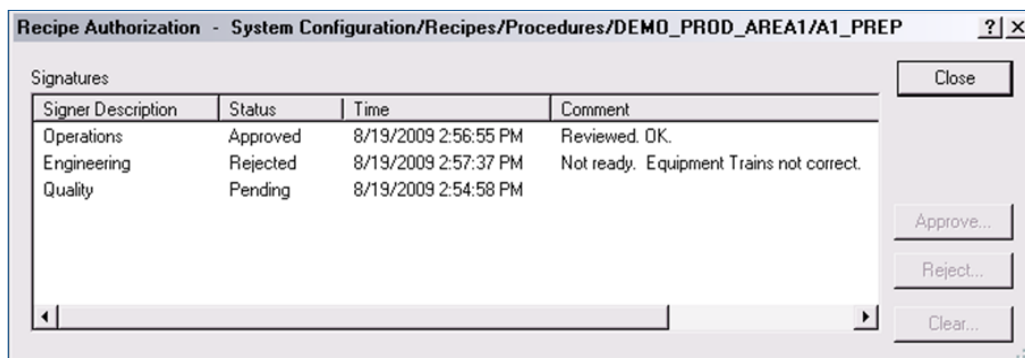 Recipe Authorization - System Configuration/Recipes/Procedures/DEMO_PROD_AREA1/A1_PREP
Signatures
Close
Signer Description Status Time Comment
Operations Approved 8/19/2009 2:56:55 PM Reviewed. OK.
Engineering Rejected 8/19/2009 2:57:37 PM Not ready. Equipment Trains not correct.
Quality Pending 8/19/2009 2:54:58 PM
Approve...
Reject...
Clear...